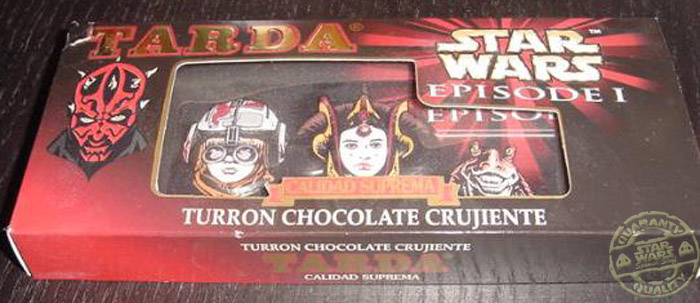 TARDA®
STAR
WARS™
EPISODE I
EPISO
CALIDAD SUPREMA
TURRON CHOCOLATE CRUJIENTE
TURRON CHOCOLATE CRUJIENTE
TARDA
CALIDAD SUPREMA
GUARANTY
STAR
WARS
QUALITY